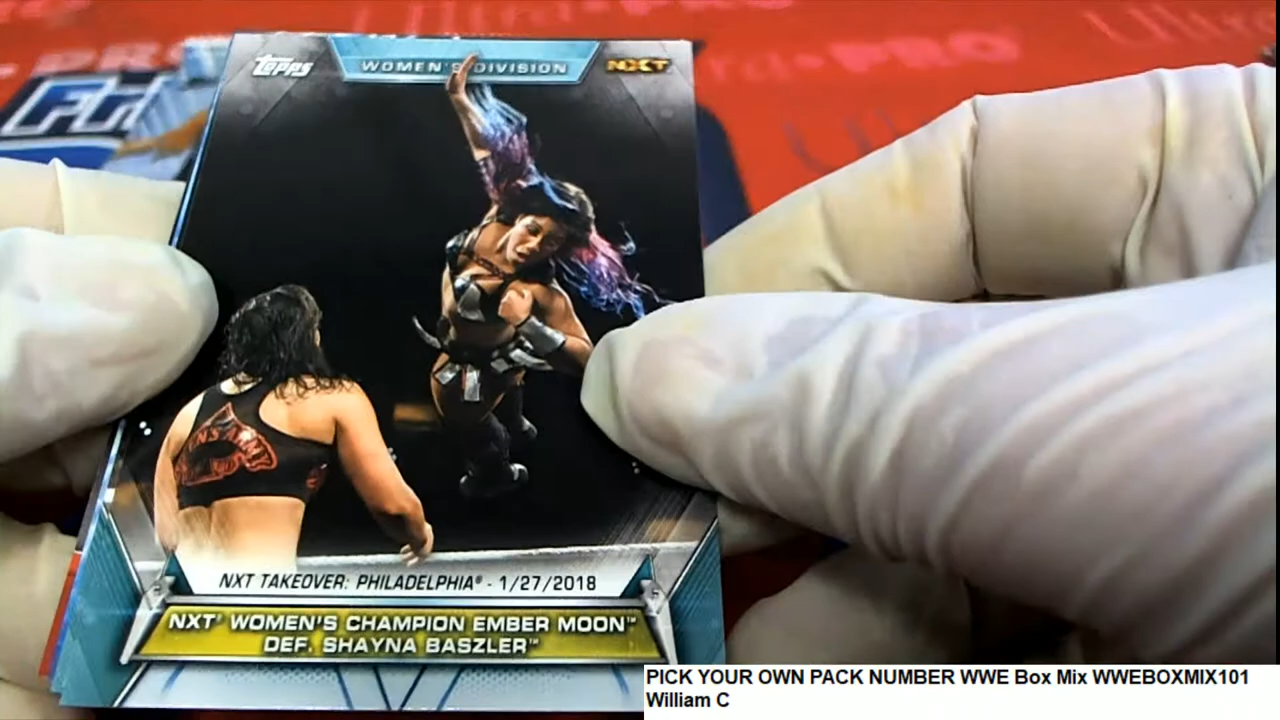 Topps
WOMEN'S DIVISION
NXT
NXT TAKEOVER: PHILADELPHIA® - 1/27/2018
NXT® WOMEN'S CHAMPION EMBER MOON™
DEF. SHAYNA BASZLER™
PICK YOUR OWN PACK NUMBER WWE Box Mix WWEBOXMIX101
William C